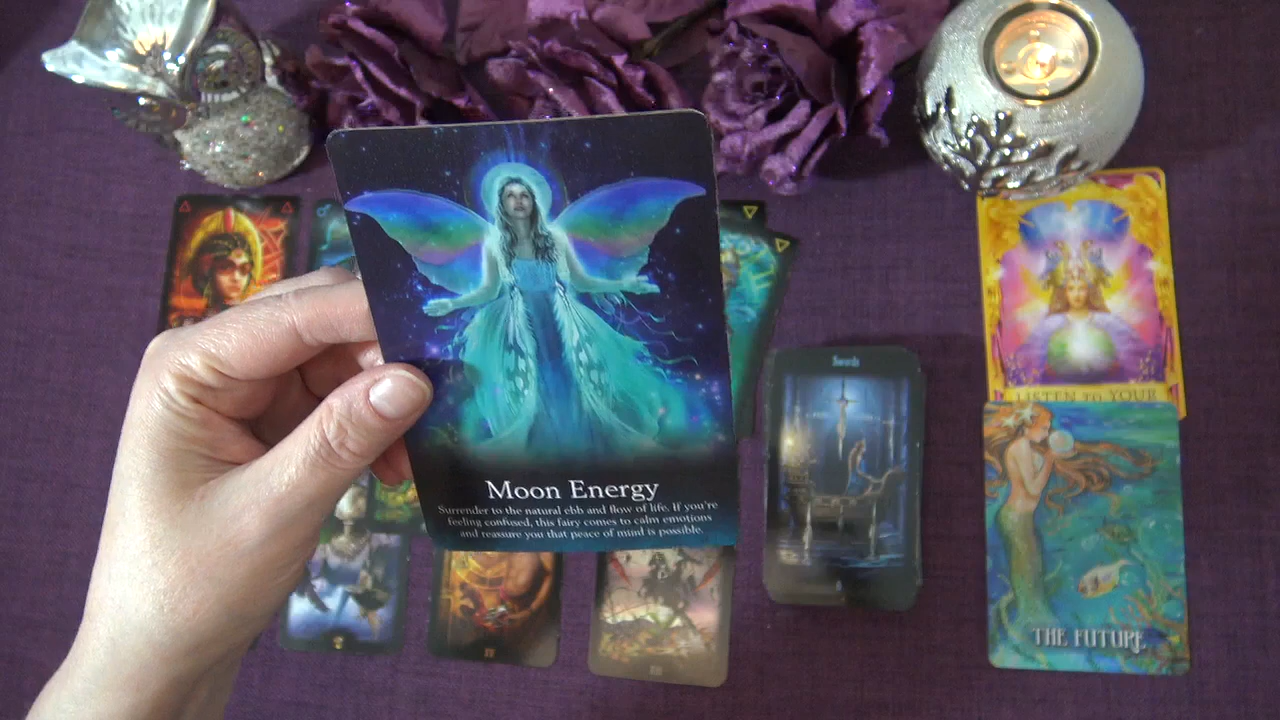 Moon Energy
Surrender to the natural ebb and flow of life. If you're
feeling confused, this fairy comes to calm emotions
and reassure you that peace of mind is possible.
Swords
LISTEN TO YOUR
THE FUTURE